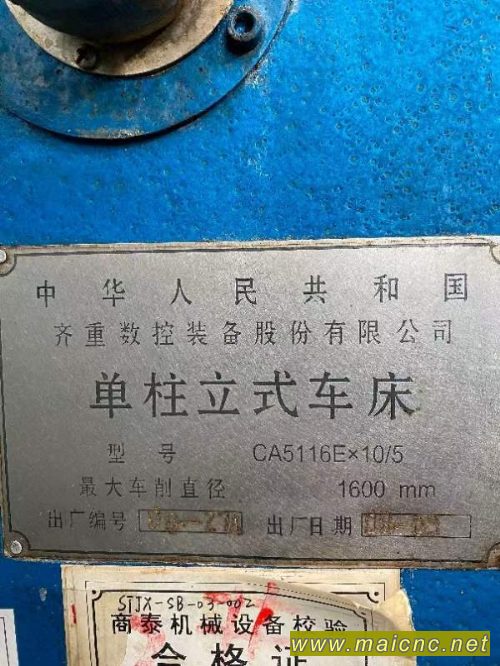 中华人民共和国
齐重数控装备股份有限公司
单柱立式车床
型号 CA5116E×10/5
最大车削直径 1600 mm
出厂编号 出厂日期
STJX-SB-03-002
商泰机械设备校验
合格证
www.maicnc.net